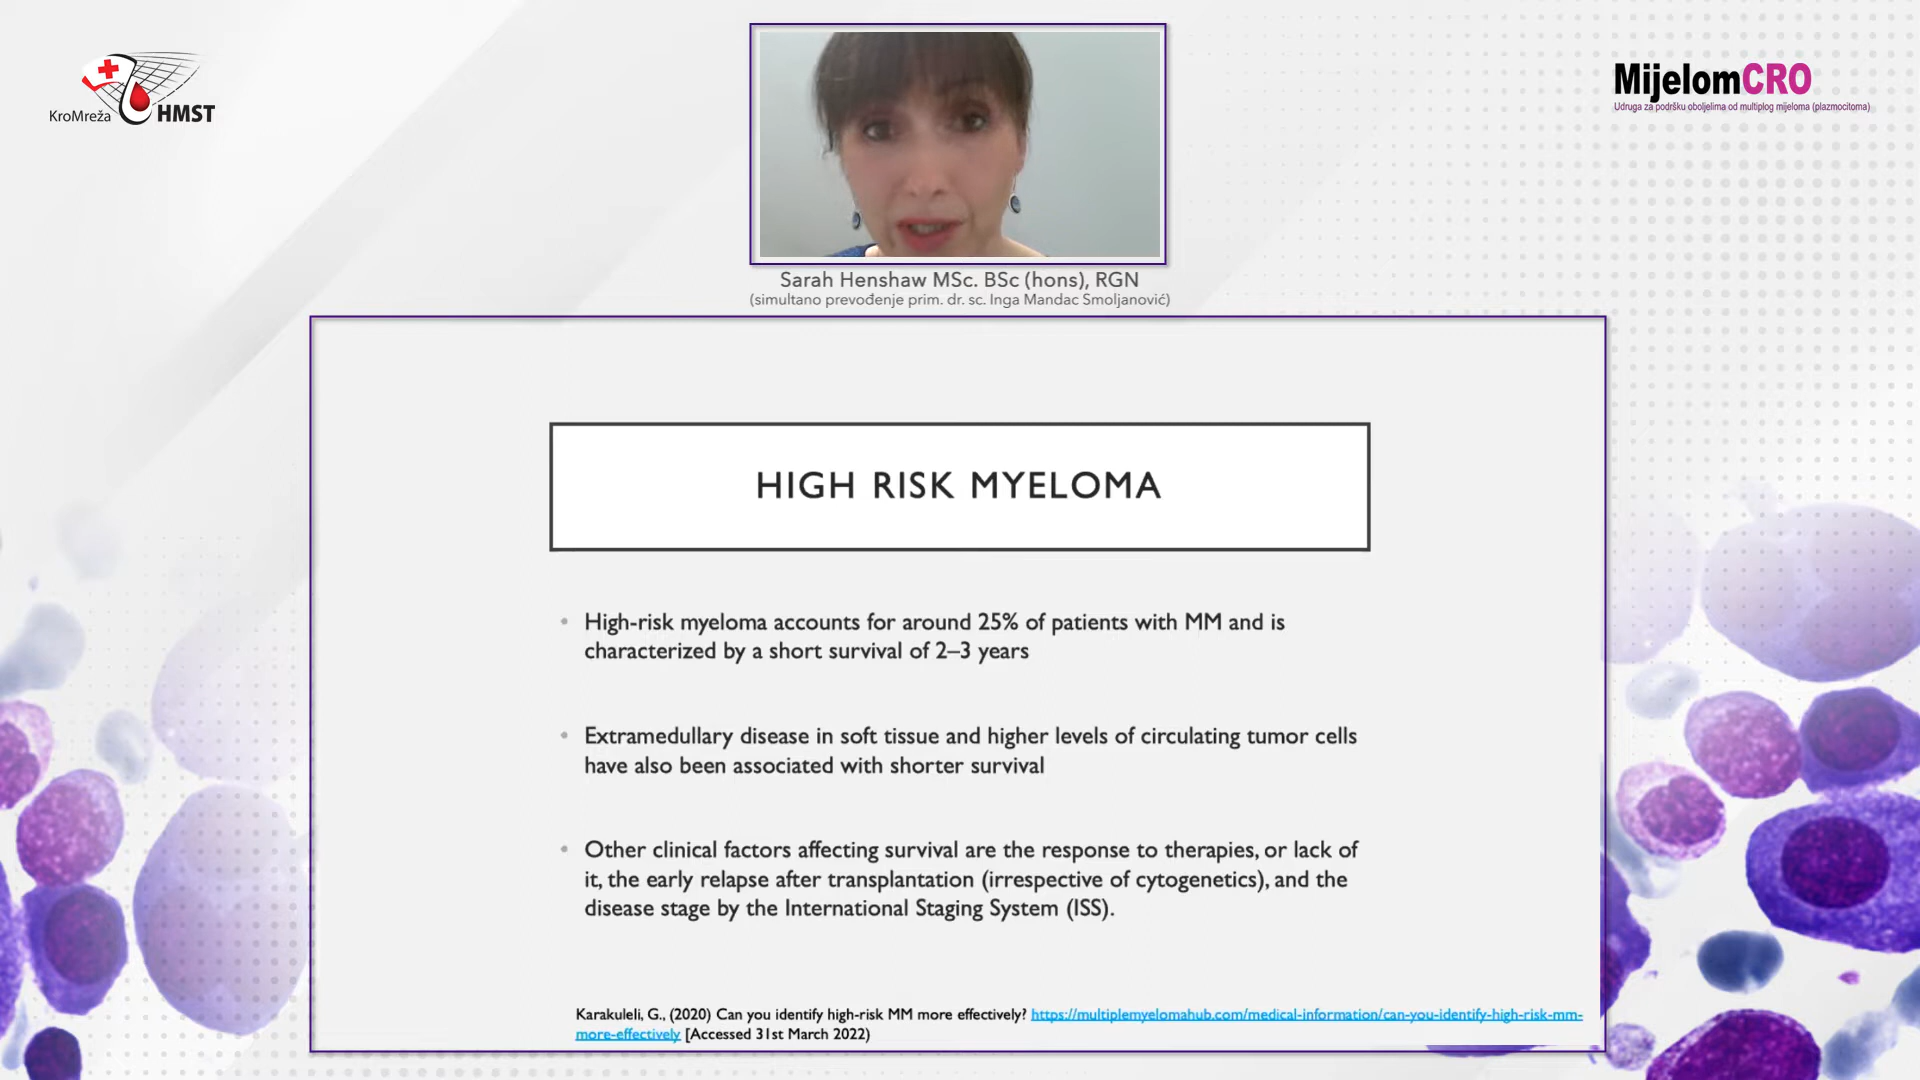 KroMreža HMST
MijelomCRO
Udruga za podršku oboljelima od multiplog mijeloma (plazmocitoma)
Sarah Henshaw MSc. BSc (hons), RGN
(simultano prevođenje prim. dr. sc. Inga Mandac Smoljanović)
HIGH RISK MYELOMA
• High-risk myeloma accounts for around 25% of patients with MM and is
characterized by a short survival of 2–3 years
• Extramedullary disease in soft tissue and higher levels of circulating tumor cells
have also been associated with shorter survival
• Other clinical factors affecting survival are the response to therapies, or lack of
it, the early relapse after transplantation (irrespective of cytogenetics), and the
disease stage by the International Staging System (ISS).
Karakuleli, G., (2020) Can you identify high-risk MM more effectively? https://multiplemyelomahub.com/medical-information/can-you-identify-high-risk-mm-
more-effectively [Accessed 31st March 2022)